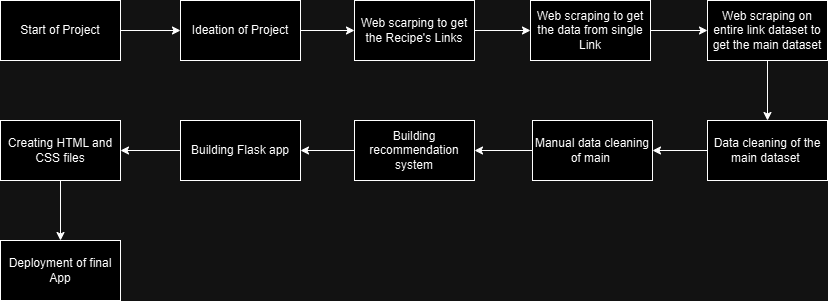 Start of Project
Ideation of Project
Web scarping to get
the Recipe's Links
Web scraping to get
the data from single
Link
Web scraping on
entire link dataset to
get the main dataset
Data cleaning of the
main dataset
Manual data cleaning
of main
Building
recommendation
system
Building Flask app
Creating HTML and
CSS files
Deployment of final
App